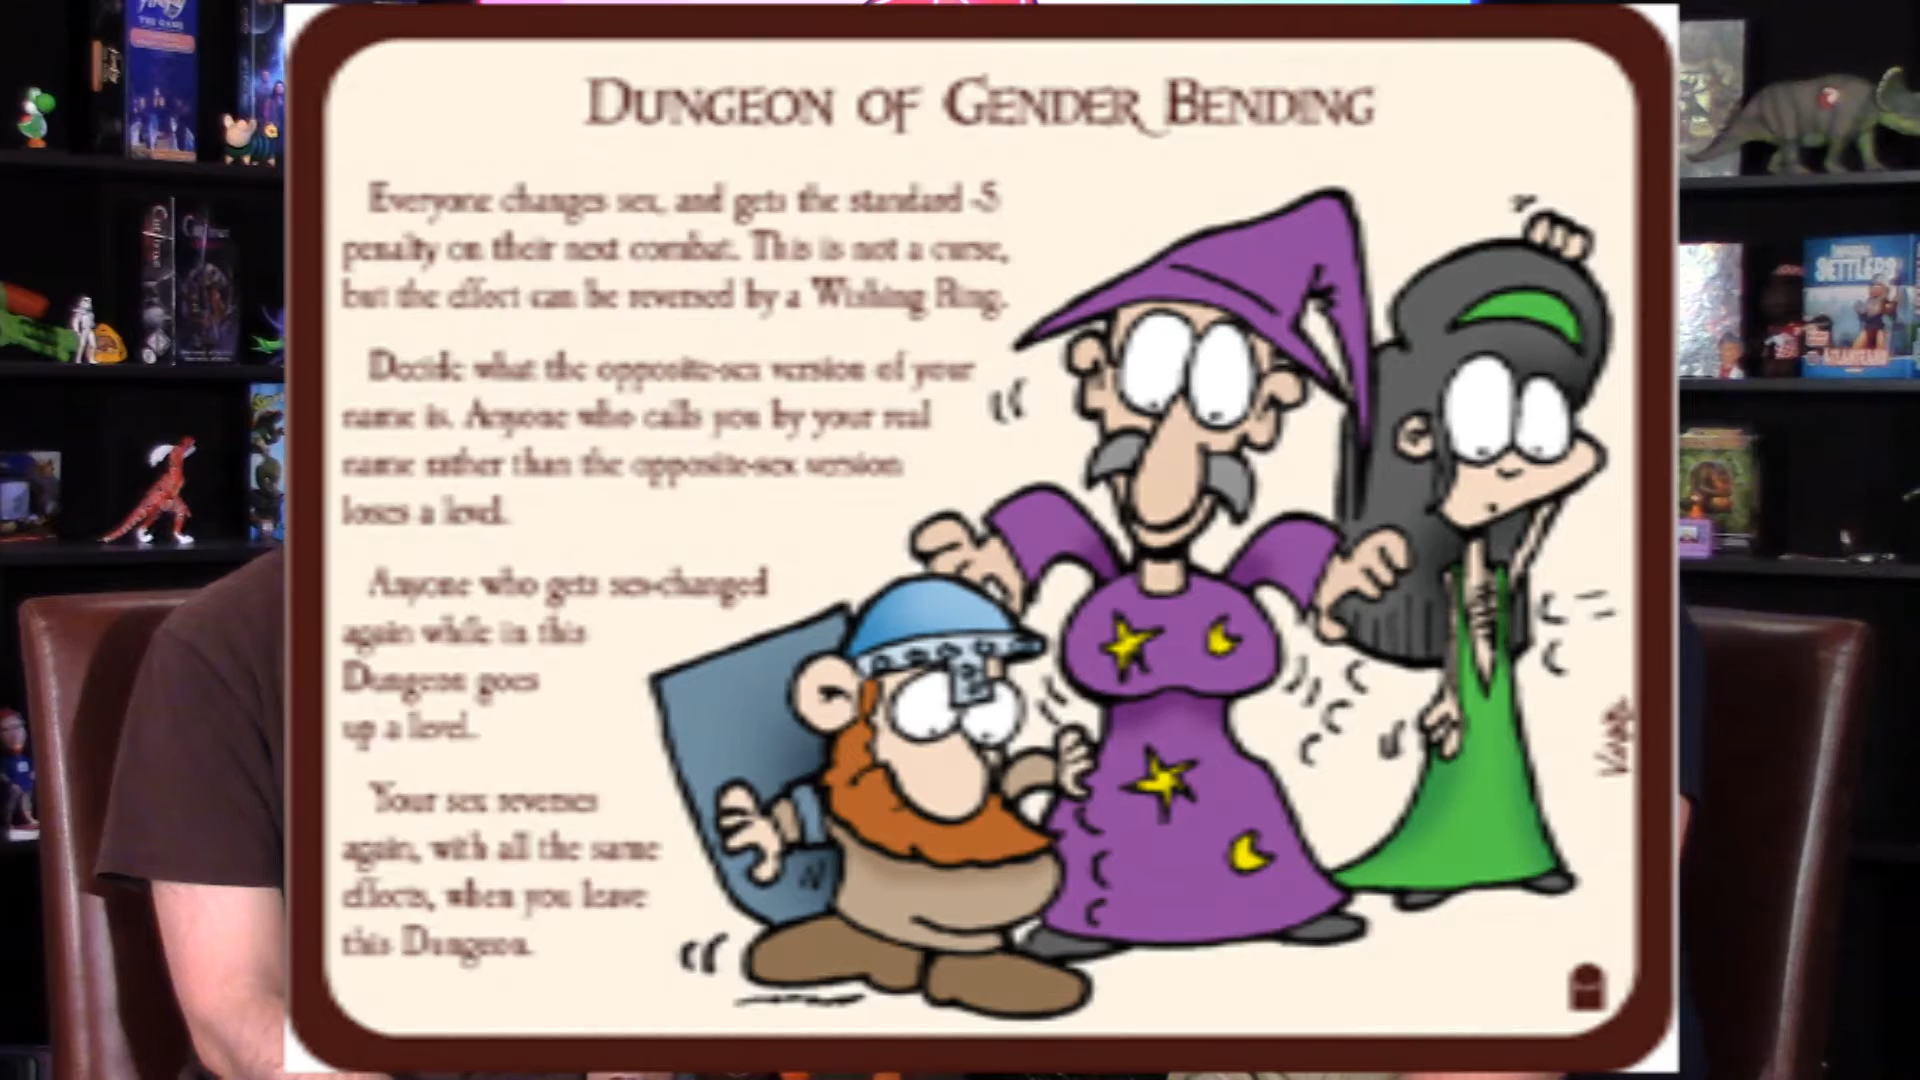 DUNGEON OF GENDER BENDING
Everyone changes sex, and gets the standard -5
penalty on their next combat. This is not a curse,
but the effect can be reversed by a Wishing Ring.
Decide what the opposite-sex version of your
name is. Anyone who calls you by your real
name rather than the opposite-sex version
loses a level.
Anyone who gets sex-changed
again while in this
Dungeon goes
up a level.
Your sex reverses
again, with all the same
effects, when you leave
this Dungeon.
THE GAME
SETTLERS
ATLANTEANS